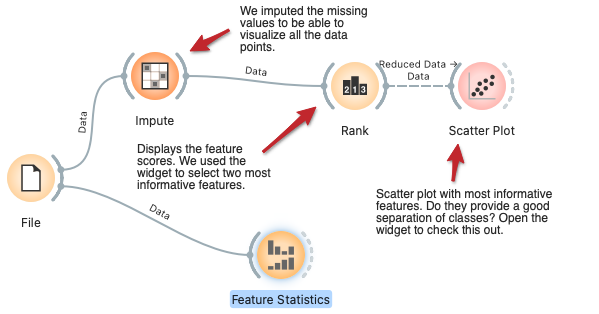 We imputed the missing
values to be able to
visualize all the data
points.
Data
Reduced Data →
Data
213
Impute
Rank
Scatter Plot
Data
Displays the feature
scores. We used the
widget to select two most
informative features.
Scatter plot with most informative
features. Do they provide a good
separation of classes? Open the
widget to check this out.
File
Data
Feature Statistics